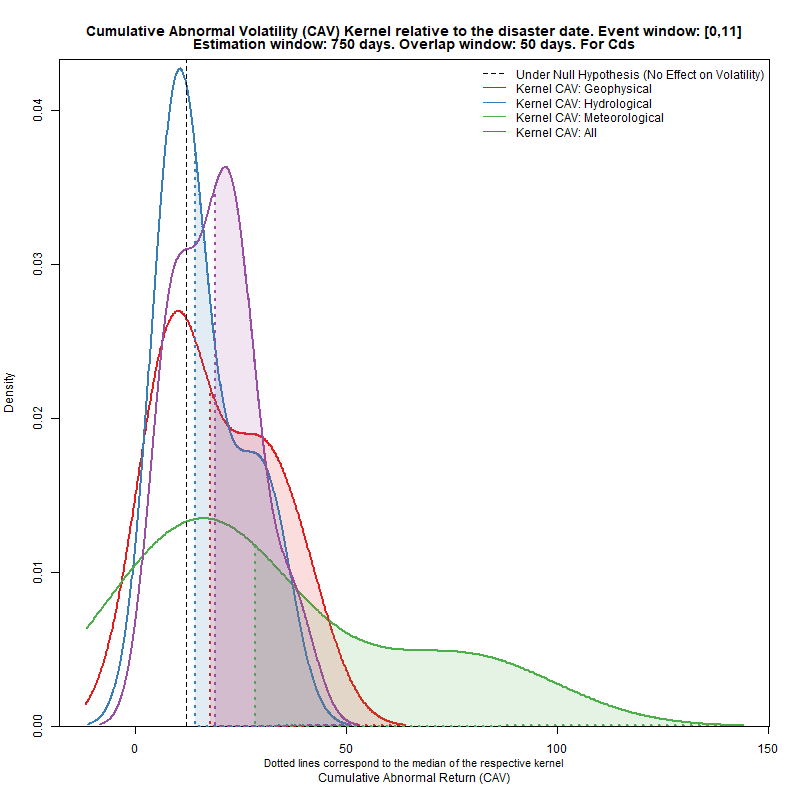 Cumulative Abnormal Volatility (CAV) Kernel relative to the disaster date. Event window: [0,11]
Estimation window: 750 days. Overlap window: 50 days. For Cds
Under Null Hypothesis (No Effect on Volatility)
Kernel CAV: Geophysical
Kernel CAV: Hydrological
Kernel CAV: Meteorological
Kernel CAV: All
Density
0.04
0.03
0.02
0.01
0.00
0 50 100 150
Dotted lines correspond to the median of the respective kernel
Cumulative Abnormal Return (CAV)